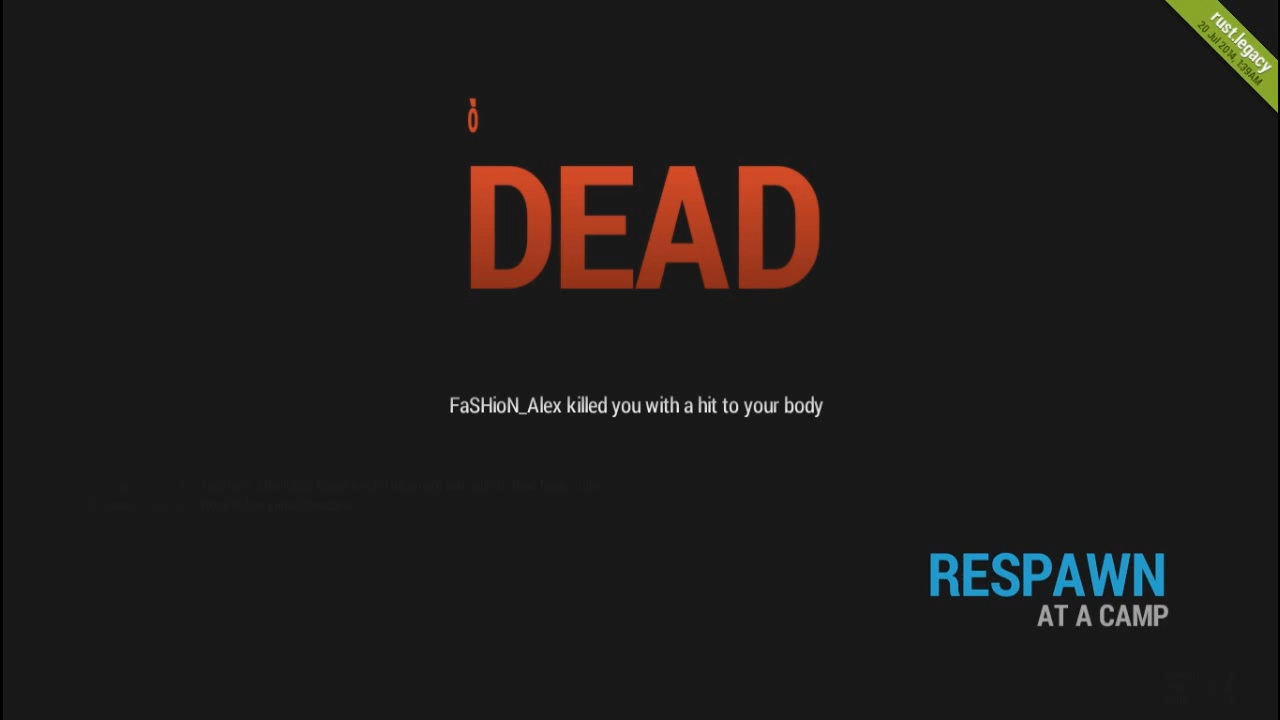 rust.legacy
20 Jul 2014, 1:39AM
DEAD
FaSHioN_Alex killed you with a hit to your body
RESPAWN
AT A CAMP